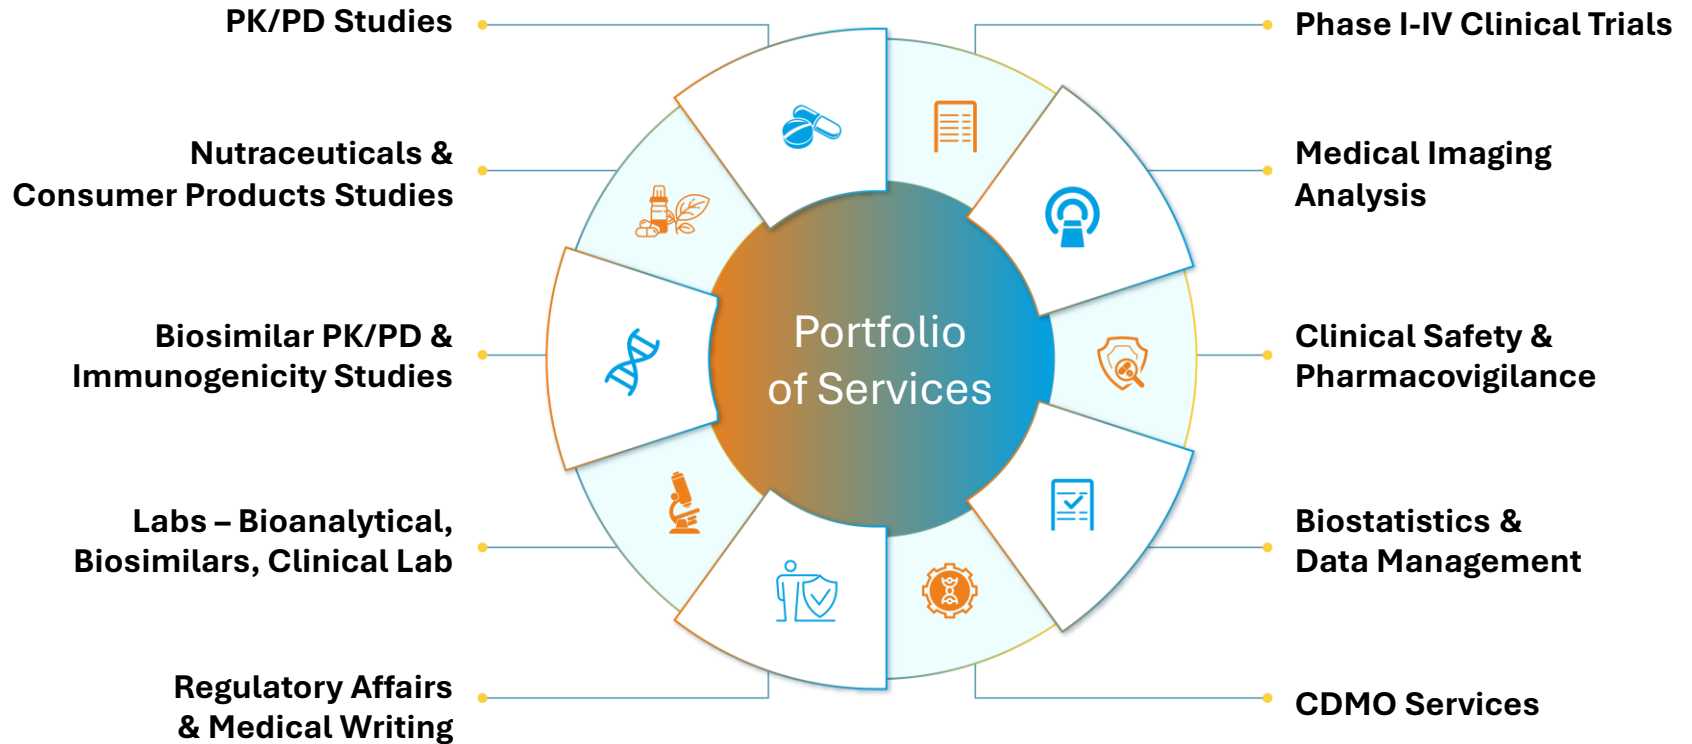 PK/PD Studies
Nutraceuticals &
Consumer Products Studies
Biosimilar PK/PD &
Immunogenicity Studies
Labs – Bioanalytical,
Biosimilars, Clinical Lab
Regulatory Affairs
& Medical Writing
Portfolio
of Services
Phase I-IV Clinical Trials
Medical Imaging
Analysis
Clinical Safety &
Pharmacovigilance
Biostatistics &
Data Management
CDMO Services